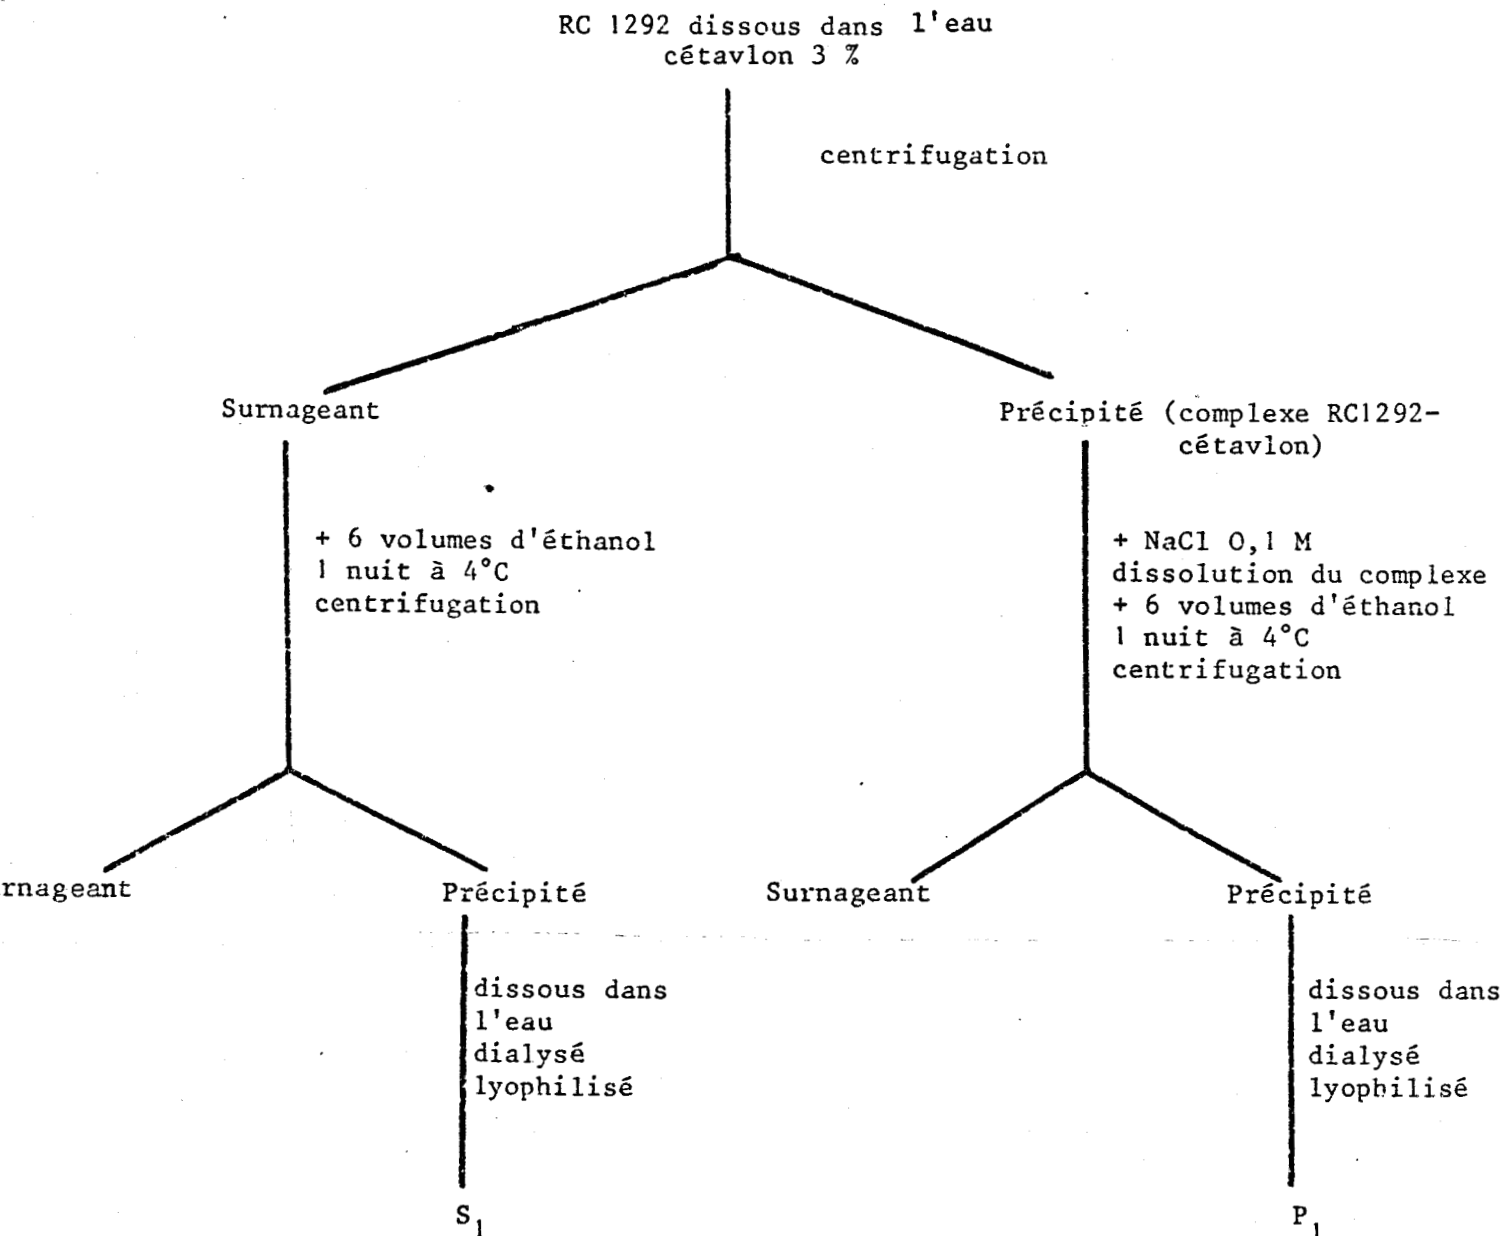 RC 1292 dissous dans l'eau
cétavlon 3 %
centrifugation
Surnageant
Précipité (complexe RC1292-
cétavlon)
+ 6 volumes d'éthanol
1 nuit à 4°C
centrifugation
+ NaCl 0,1 M
dissolution du complexe
+ 6 volumes d'éthanol
1 nuit à 4°C
centrifugation
rnageant
Précipité
Surnageant
Précipité
dissous dans
l'eau
dialysé
lyophilisé
dissous dans
l'eau
dialysé
lyophilisé
S1
P1